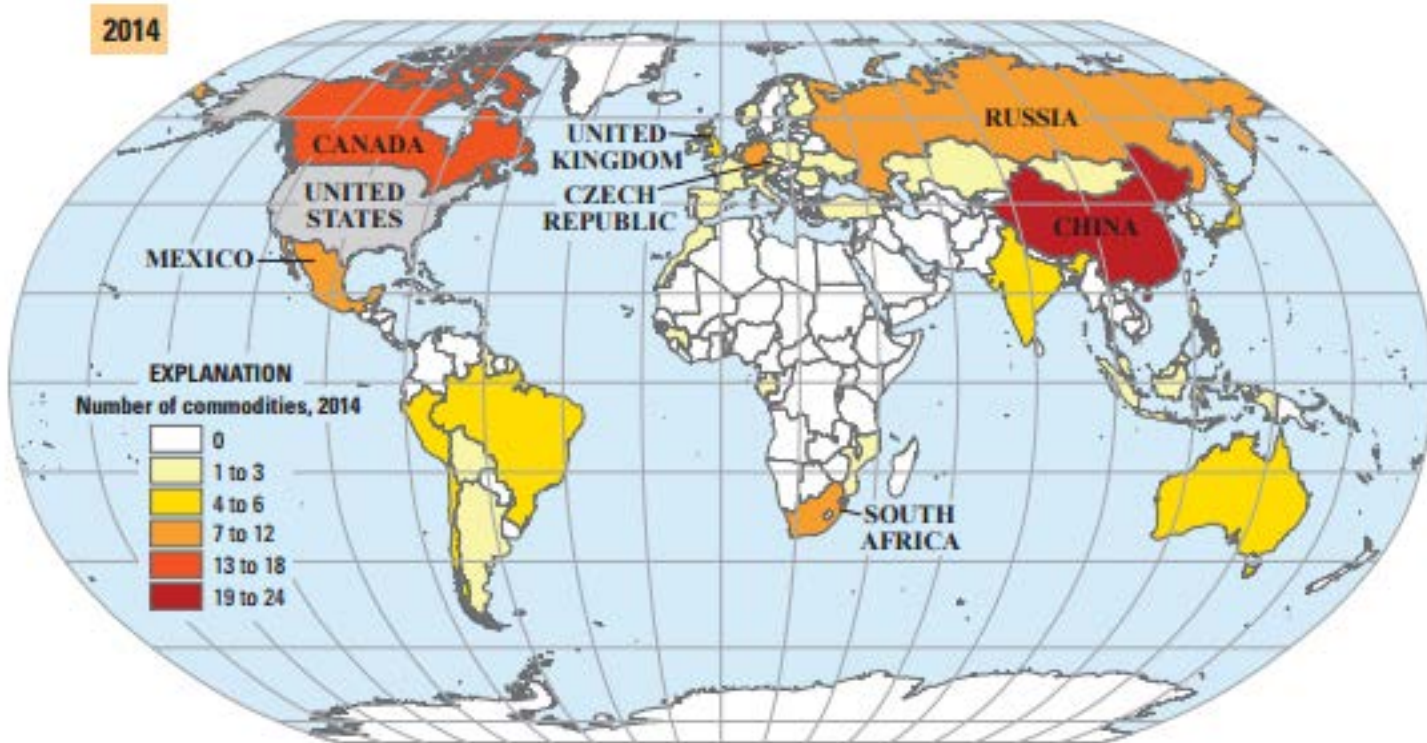 2014
CANADA
UNITED
STATES
MEXICO
UNITED
KINGDOM
CZECH
REPUBLIC
RUSSIA
CHINA
SOUTH
AFRICA
EXPLANATION
Number of commodities, 2014
0
1 to 3
4 to 6
7 to 12
13 to 18
19 to 24